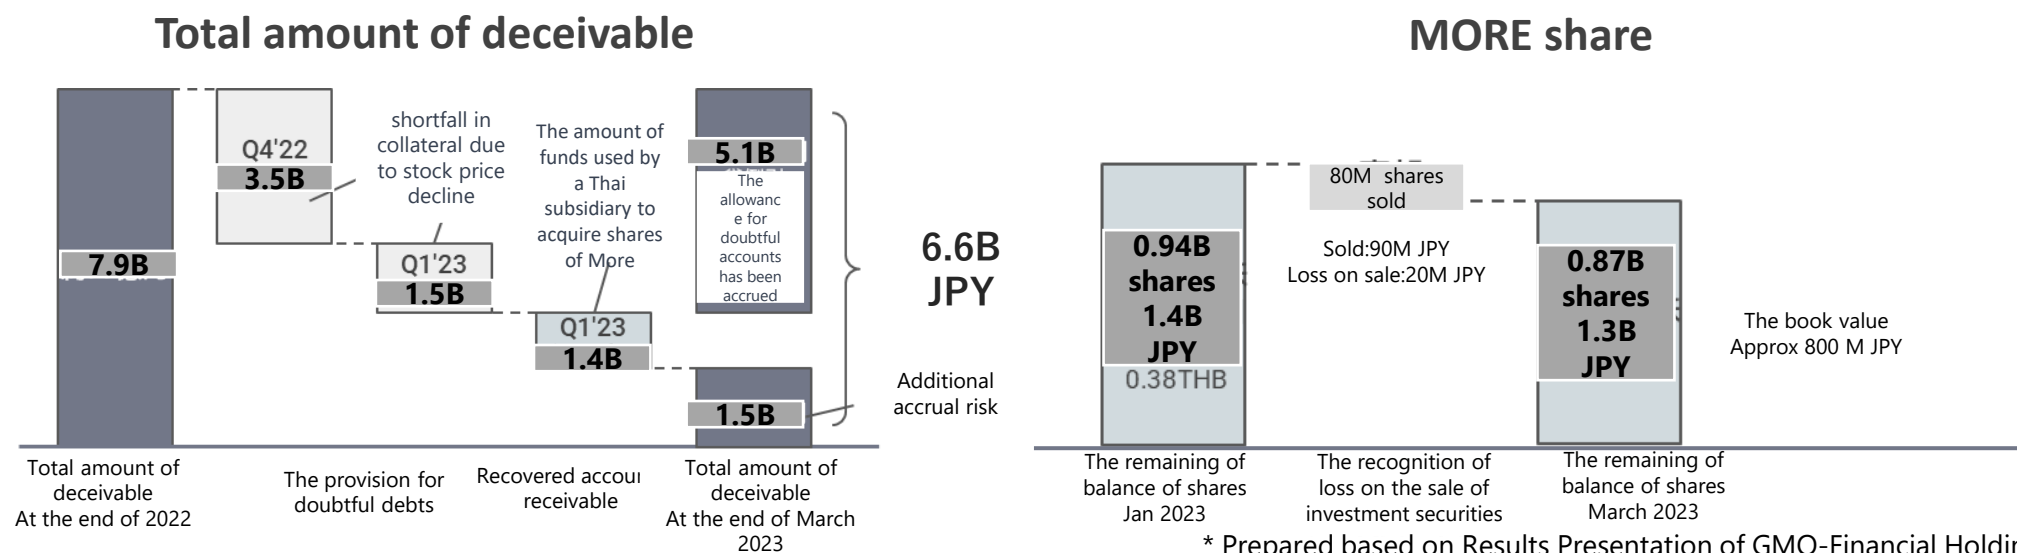 Total amount of deceivable
MORE share
Q4'22
3.5B
shortfall in
collateral due
to stock price
decline
The amount of
funds used by
a Thai
subsidiary to
acquire shares
of More
5.1B
The
allowanc
e for
doubtful
accounts
has been
accrued
7.9B
Q1'23
1.5B
Q1'23
1.4B
1.5B
6.6B
JPY
Additional
accrual risk
Total amount of
deceivable
At the end of 2022
The provision for
doubtful debts
Recovered accou
receivable
Total amount of
deceivable
At the end of March
2023
80M shares
sold
Sold:90M JPY
Loss on sale:20M JPY
0.94B
shares
1.4B
JPY
0.38THB
0.87B
shares
1.3B
JPY
The book value
Approx 800 M JPY
The remaining of
balance of shares
Jan 2023
The recognition of
loss on the sale of
investment securities
The remaining of
balance of shares
March 2023
* Prepared based on Results Presentation of GMO-Financial Holdin